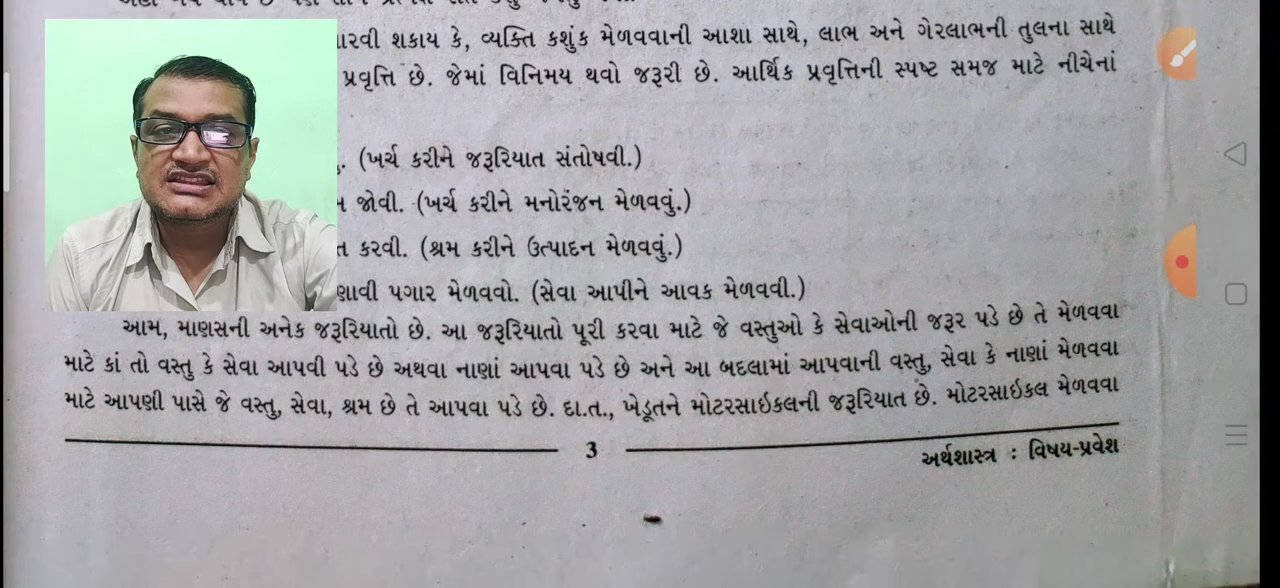 શકાય કે, વ્યક્તિ કશુંક મેળવવાની આશા સાથે, લાભ અને ગેરલાભની તુલના સાથે
પ્રવૃત્તિ છે. જેમાં વિનિમય થવો જરૂરી છે. આર્થિક પ્રવૃત્તિની સ્પષ્ટ સમજ માટે નીચેનાં
(ખર્ચ કરીને જરૂરિયાત સંતોષવી.)
જોવી. (ખર્ચ કરીને મનોરંજન મેળવવું.)
કરવી. (શ્રમ કરીને ઉત્પાદન મેળવવું.)
પગાર મેળવવો. (સેવા આપીને આવક મેળવવી.)
આમ, માણસની અનેક જરૂરિયાતો છે. આ જરૂરિયાતો પૂરી કરવા માટે જે વસ્તુઓ કે સેવાઓની જરૂર પડે છે તે મેળવવા
માટે કાં તો વસ્તુ કે સેવા આપવી પડે છે અથવા નાણાં આપવા પડે છે અને આ બદલામાં આપવાની વસ્તુ, સેવા કે નાણાં મેળવવા
માટે આપણી પાસે જે વસ્તુ, સેવા, શ્રમ છે તે આપવા પડે છે. દા.ત., ખેડૂતને મોટરસાઇકલની જરૂરિયાત છે. મોટરસાઇકલ મેળવવા
3
અર્થશાસ્ત્ર : વિષય-પ્રવેશ